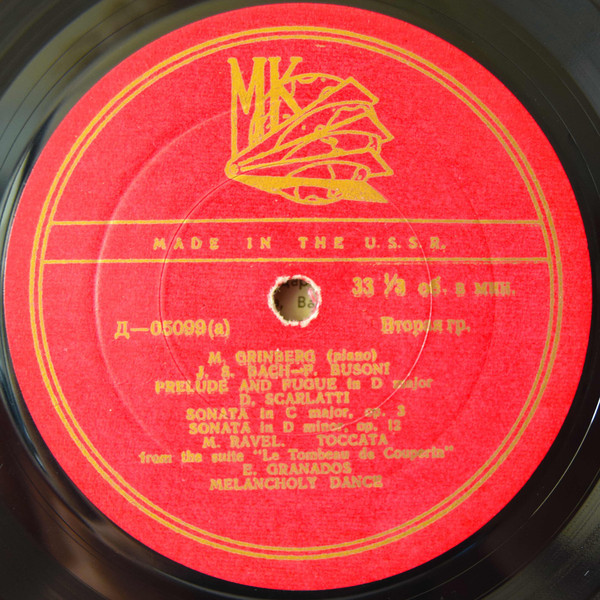 МК
MADE IN THE U.S.S.R.
33 ⅓ об. в мин.
Д—05099(а)
Вторая гр.
M. GRINBERG (piano)
J. S. BACH—F. BUSONI
PRELUDE AND FUGUE in D major
D. SCARLATTI
SONATA in C major, op. 3
SONATA in D minor, op. 12
M. RAVEL. TOCCATA
from the suite "Le Tombeau de Couperin"
E. GRANADOS
MELANCHOLY DANCE